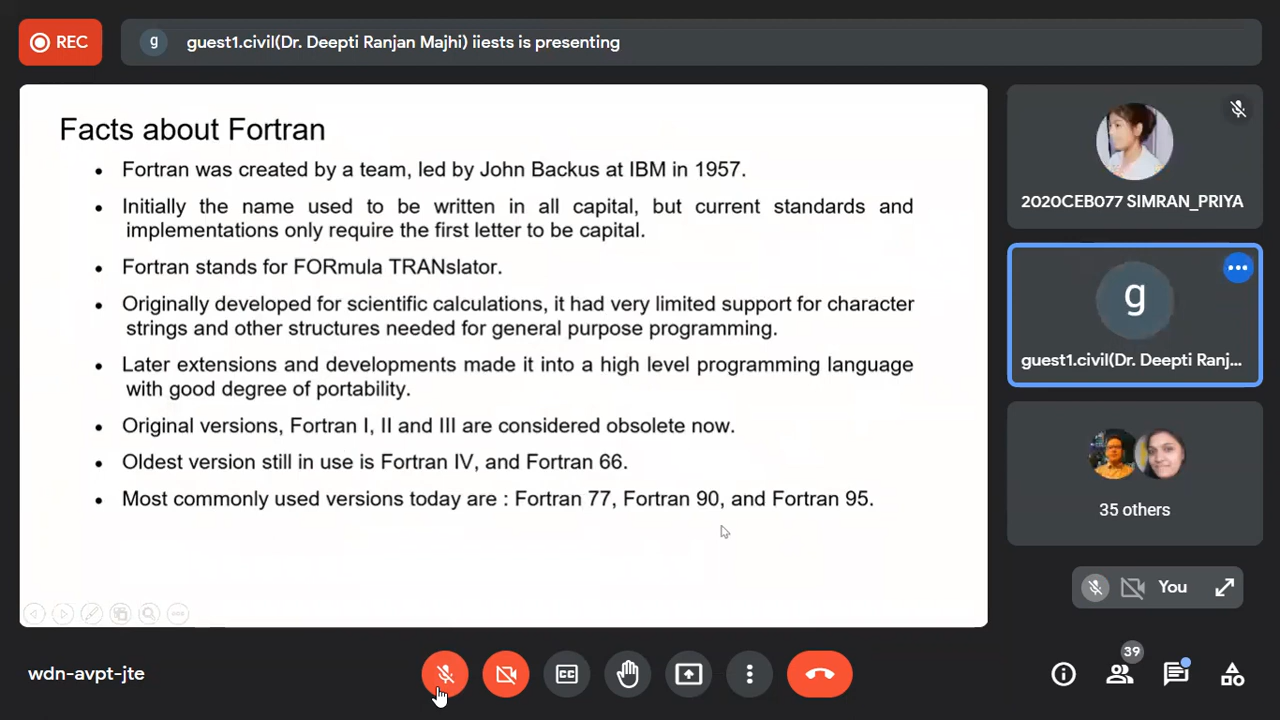 REC
g
guest1.civil(Dr. Deepti Ranjan Majhi) iiests is presenting
Facts about Fortran
• Fortran was created by a team, led by John Backus at IBM in 1957.
• Initially the name used to be written in all capital, but current standards and
implementations only require the first letter to be capital.
• Fortran stands for FORmula TRANslator.
• Originally developed for scientific calculations, it had very limited support for character
strings and other structures needed for general purpose programming.
• Later extensions and developments made it into a high level programming language
with good degree of portability.
• Original versions, Fortran I, II and III are considered obsolete now.
• Oldest version still in use is Fortran IV, and Fortran 66.
• Most commonly used versions today are : Fortran 77, Fortran 90, and Fortran 95.
2020CEB077 SIMRAN_PRIYA
g
guest1.civil(Dr. Deepti Ranj...
35 others
You
wdn-avpt-jte
CC
39